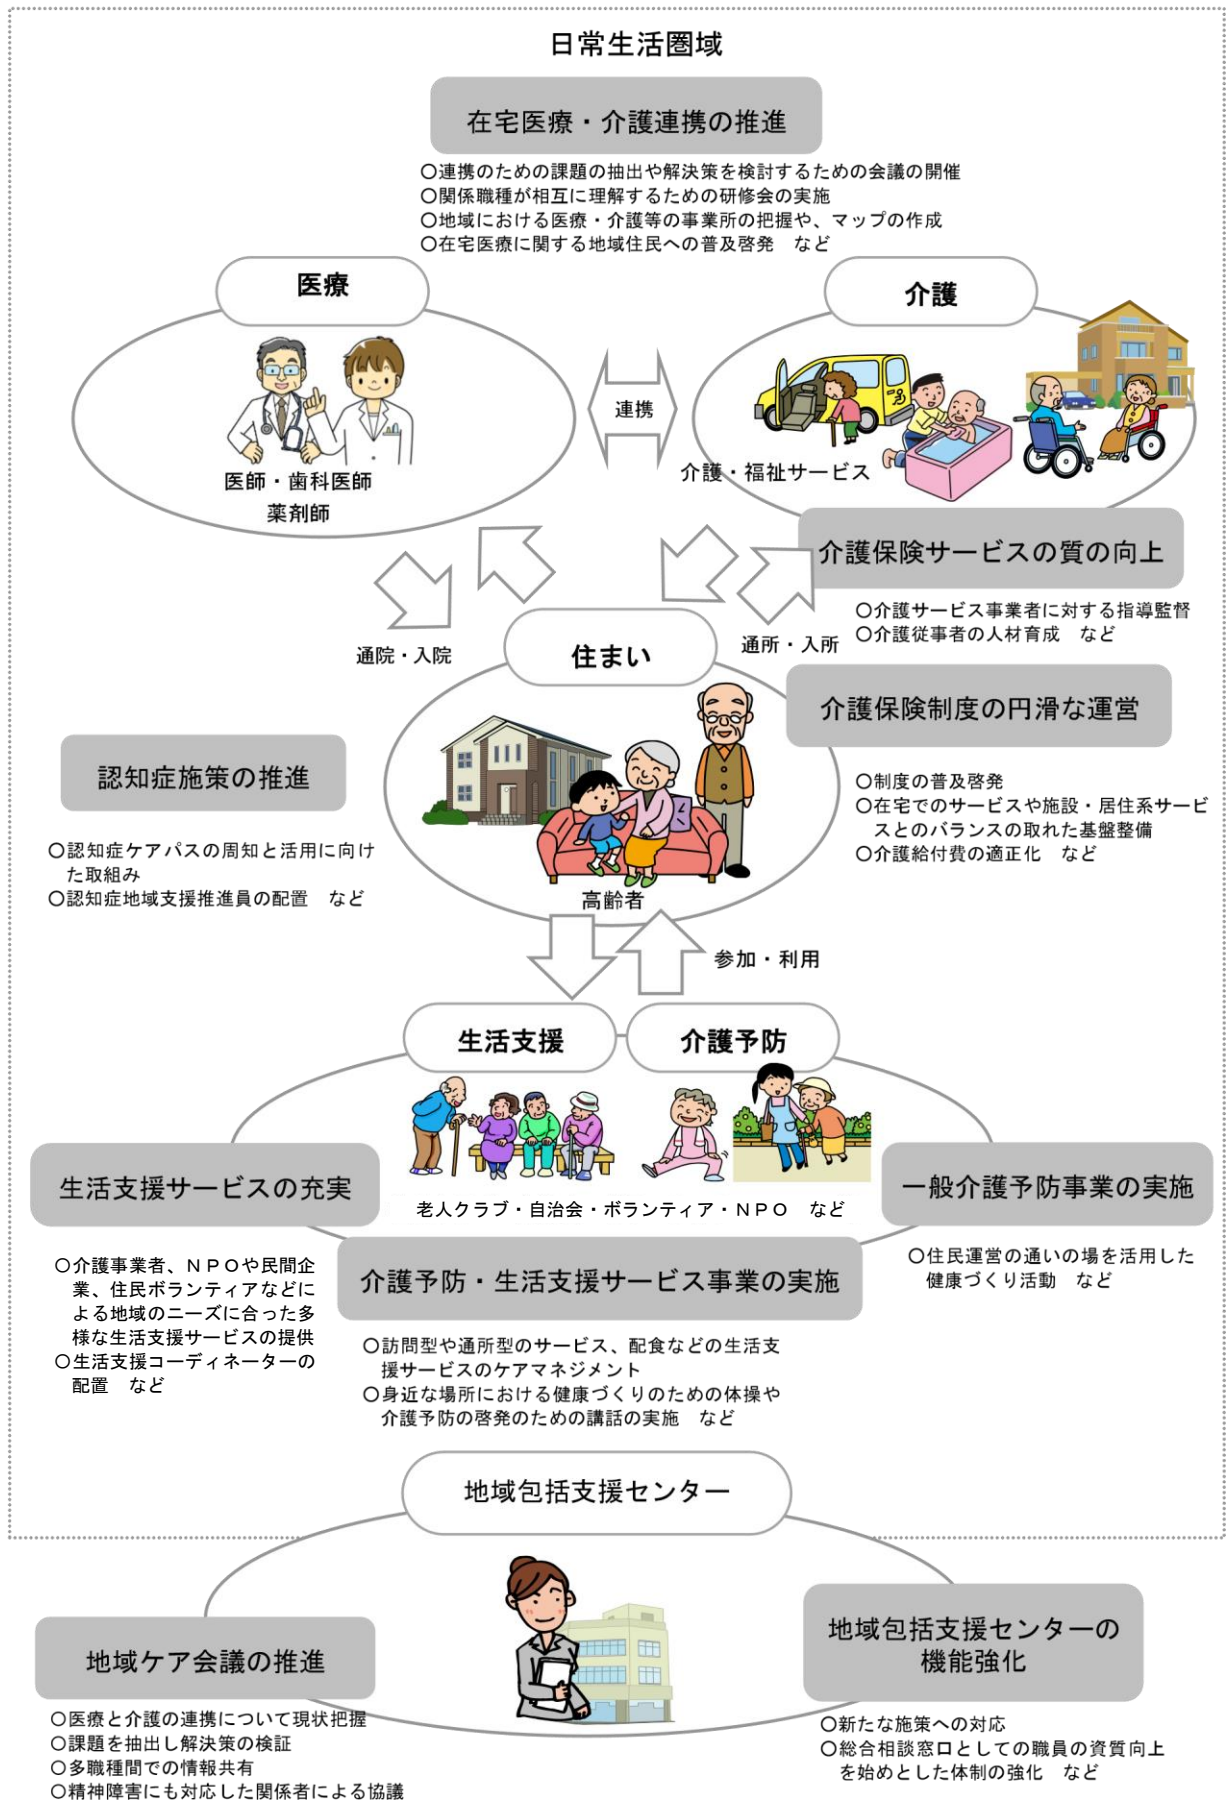 日常生活圏域
在宅医療・介護連携の推進
○連携のための課題の抽出や解決策を検討するための会議の開催
○関係職種が相互に理解するための研修会の実施
○地域における医療・介護等の事業所の把握や、マップの作成
○在宅医療に関する地域住民への普及啓発　など
医療
介護
連携
医師・歯科医師
薬剤師
介護・福祉サービス
介護保険サービスの質の向上
○介護サービス事業者に対する指導監督
○介護従事者の人材育成　など
通院・入院
住まい
通所・入所
介護保険制度の円滑な運営
○制度の普及啓発
○在宅でのサービスや施設・居住系サービ
スとのバランスの取れた基盤整備
○介護給付費の適正化　など
認知症施策の推進
○認知症ケアパスの周知と活用に向け
た取組み
○認知症地域支援推進員の配置　など
高齢者
参加・利用
生活支援
介護予防
老人クラブ・自治会・ボランティア・ＮＰＯ　など
生活支援サービスの充実
○介護事業者、ＮＰＯや民間企
業、住民ボランティアなどに
よる地域のニーズに合った多
様な生活支援サービスの提供
○生活支援コーディネーターの
配置　など
一般介護予防事業の実施
○住民運営の通いの場を活用した
健康づくり活動　など
介護予防・生活支援サービス事業の実施
○訪問型や通所型のサービス、配食などの生活支
援サービスのケアマネジメント
○身近な場所における健康づくりのための体操や
介護予防の啓発のための講話の実施　など
地域包括支援センター
地域ケア会議の推進
○医療と介護の連携について現状把握
○課題を抽出し解決策の検証
○多職種間での情報共有
○精神障害にも対応した関係者による協議
地域包括支援センターの
機能強化
○新たな施策への対応
○総合相談窓口としての職員の資質向上
を始めとした体制の強化　など